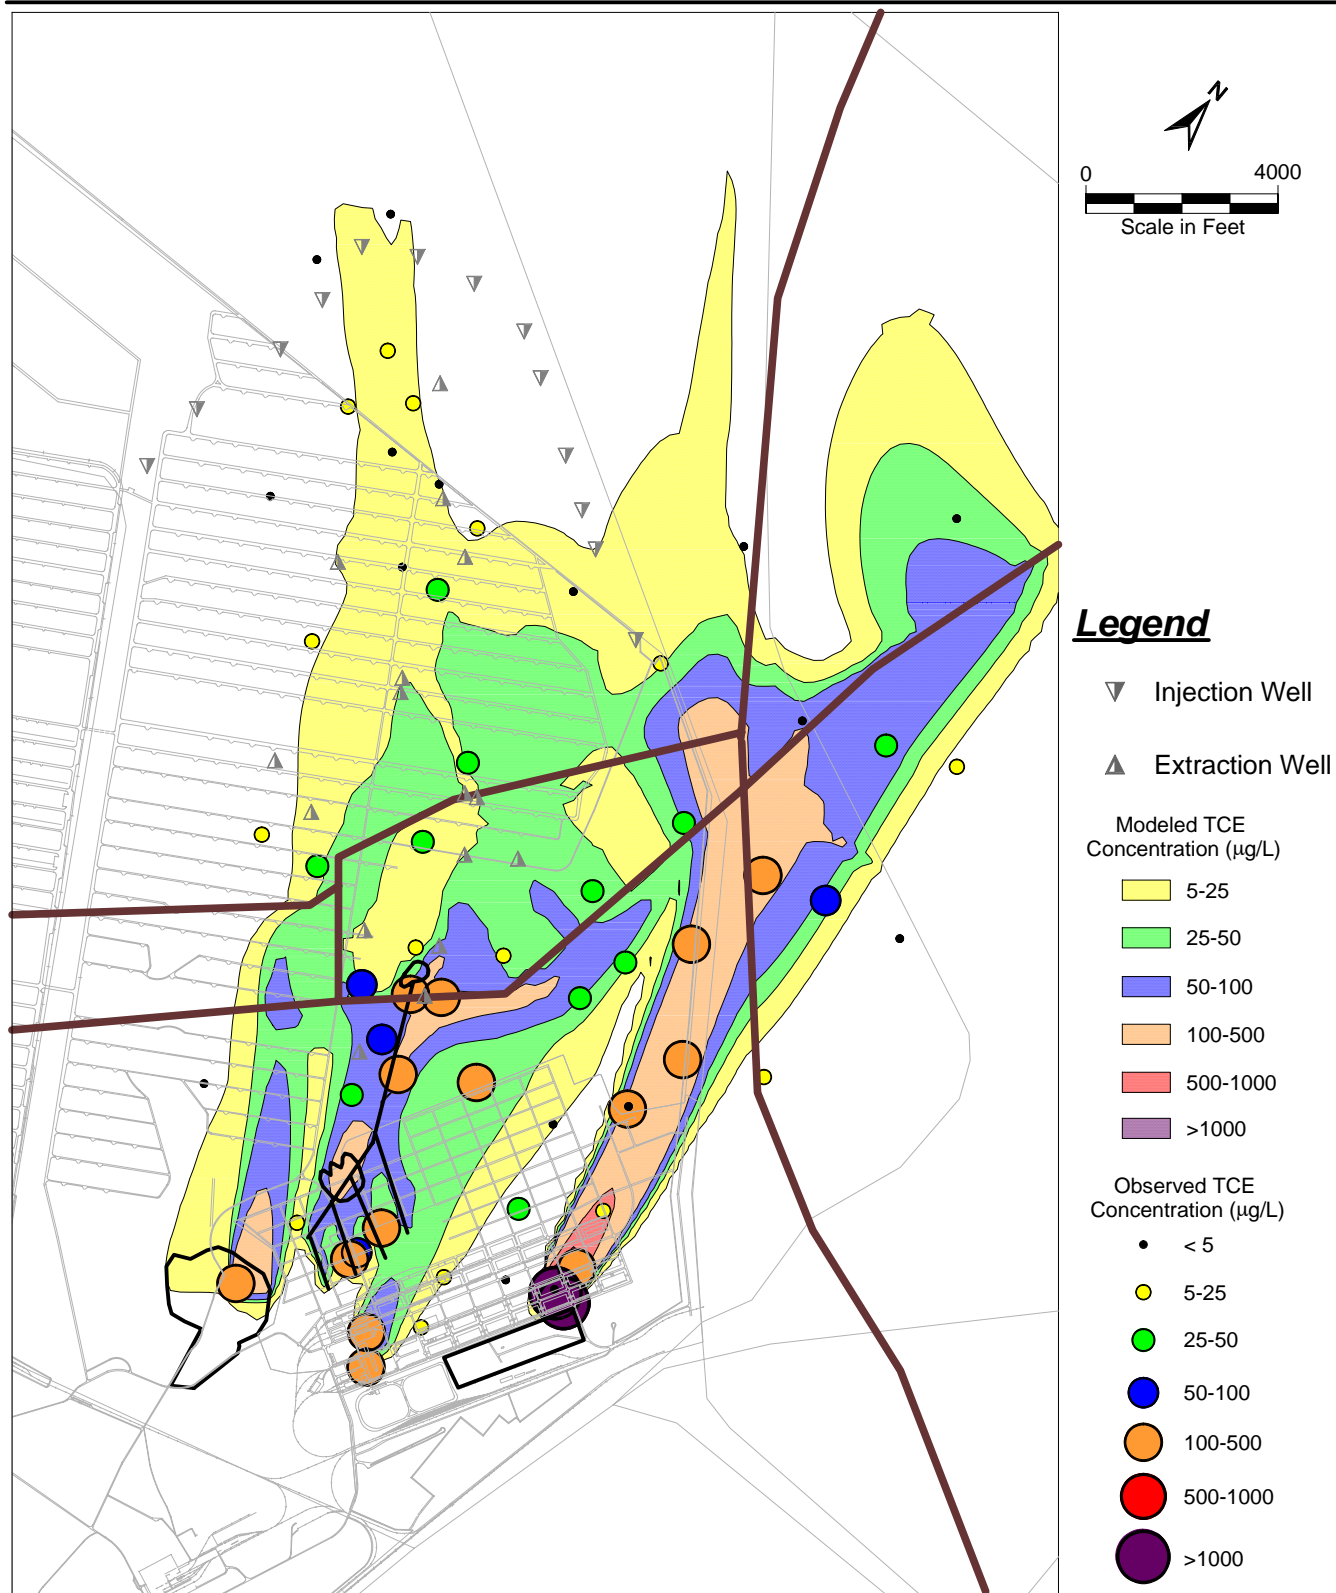 N
0 4000
Scale in Feet
Legend
Injection Well
Extraction Well
Modeled TCE
Concentration (μg/L)
5-25
25-50
50-100
100-500
500-1000
>1000
Observed TCE
Concentration (μg/L)
< 5
5-25
25-50
50-100
100-500
500-1000
>1000